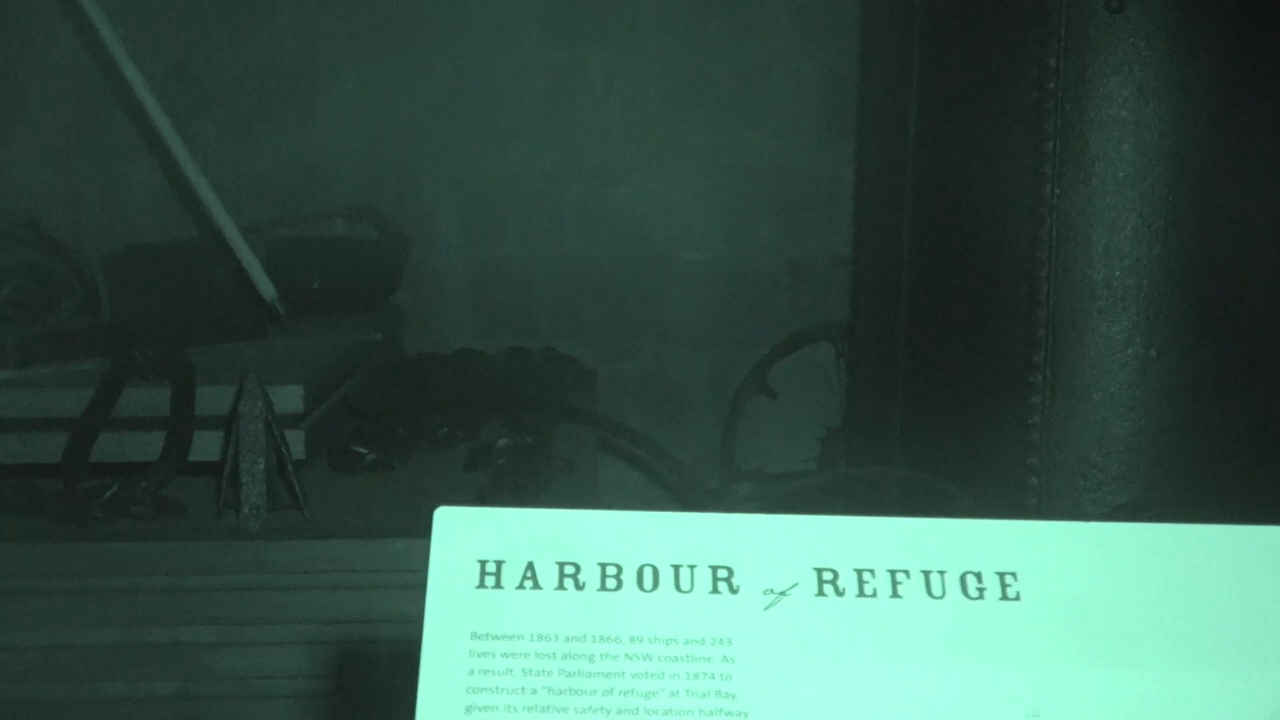 HARBOUR of REFUGE
Between 1863 and 1866, 89 ships and 243
lives were lost along the NSW coastline. As
a result, State Parliament voted in 1874 to
construct a "harbour of refuge" at Trial Bay,
given its relative safety and location halfway